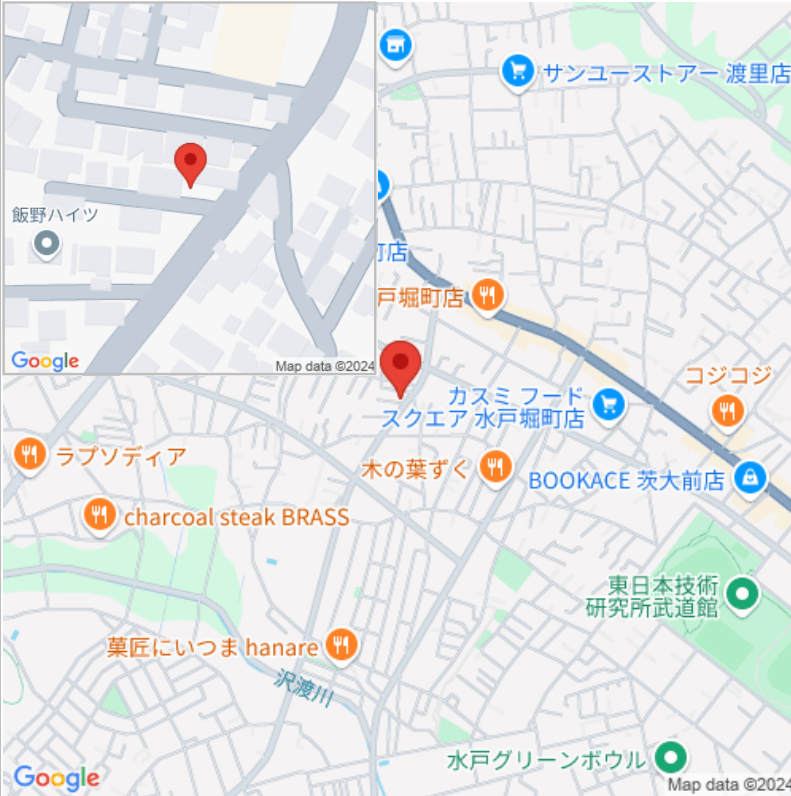 飯野ハイツ
Google
Map data ©2024
サンユーストアー 渡里店
町店
戸堀町店
カスミ フード
スクエア 水戸堀町店
コジコジ
ラプソディア
木の葉ずく
BOOKACE 茨大前店
charcoal steak BRASS
東日本技術
研究所武道館
菓匠にいつま hanare
沢渡川
水戸グリーンボウル
Google
Map data ©2024